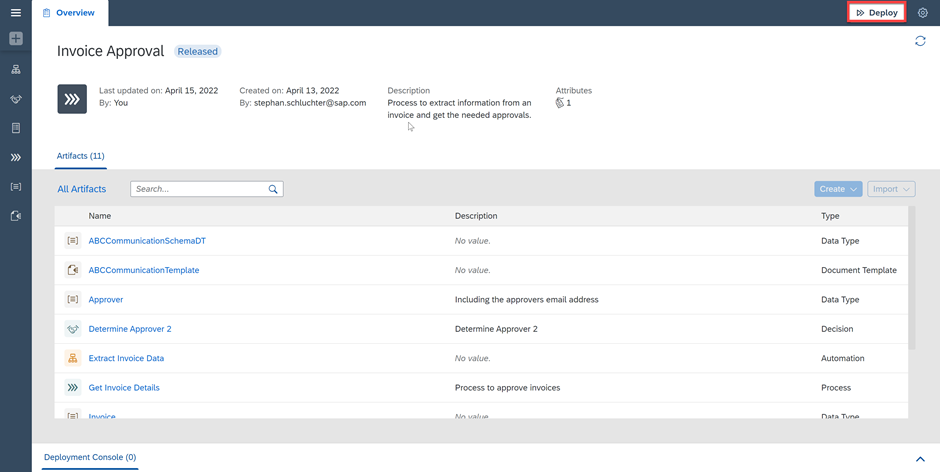 Overview
Deploy
Invoice Approval Released
Last updated on: April 15, 2022
By: You
Created on: April 13, 2022
By: stephan.schluchter@sap.com
Description
Process to extract information from an
invoice and get the needed approvals.
Attributes
1
Artifacts (11)
All Artifacts Search... Create Import
Name Description Type
ABCCommunicationSchemaDT No value. Data Type
ABCCommunicationTemplate No value. Document Template
Approver Including the approvers email address Data Type
Determine Approver 2 Determine Approver 2 Decision
Extract Invoice Data No value. Automation
Get Invoice Details Process to approve invoices Process
Invoice No value. Data Type
Deployment Console (0)